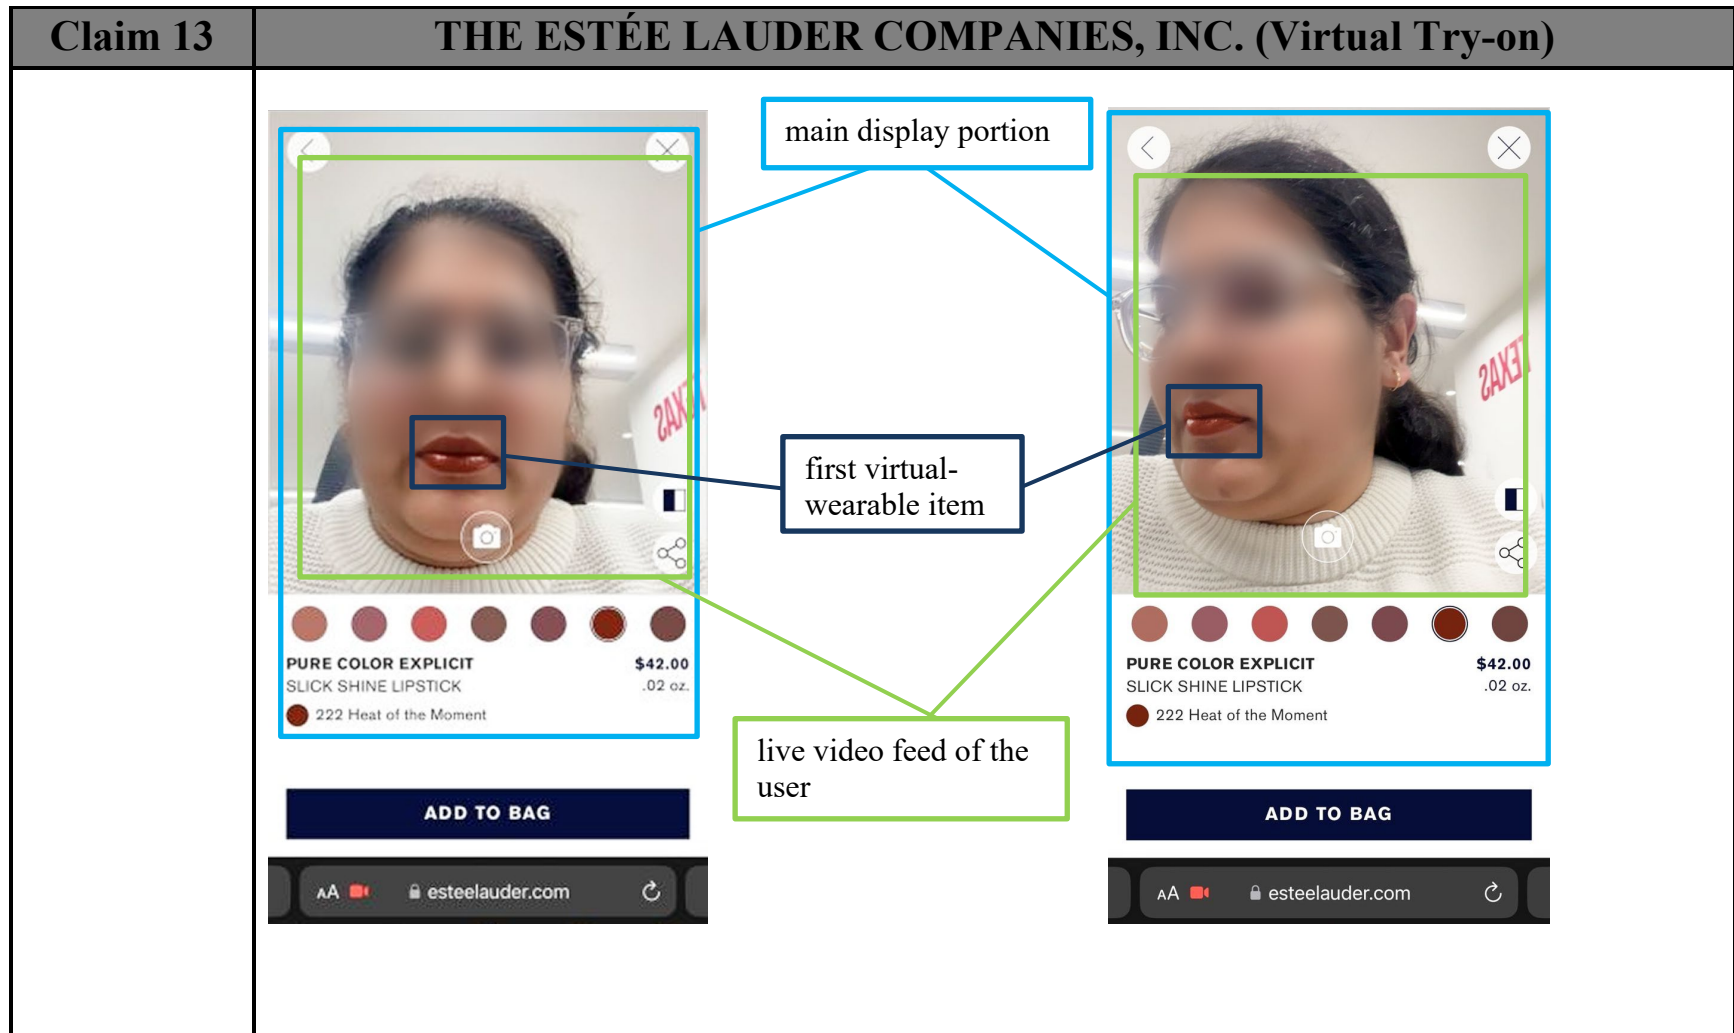 Claim 13
THE ESTÉE LAUDER COMPANIES, INC. (Virtual Try-on)
main display portion
first virtual-
wearable item
live video feed of the
user
TEXAS
PURE COLOR EXPLICIT
$42.00
SLICK SHINE LIPSTICK
.02 oz.
222 Heat of the Moment
ADD TO BAG
AA
esteelauder.com
TEXAS
PURE COLOR EXPLICIT
$42.00
SLICK SHINE LIPSTICK
.02 oz.
222 Heat of the Moment
ADD TO BAG
AA
esteelauder.com